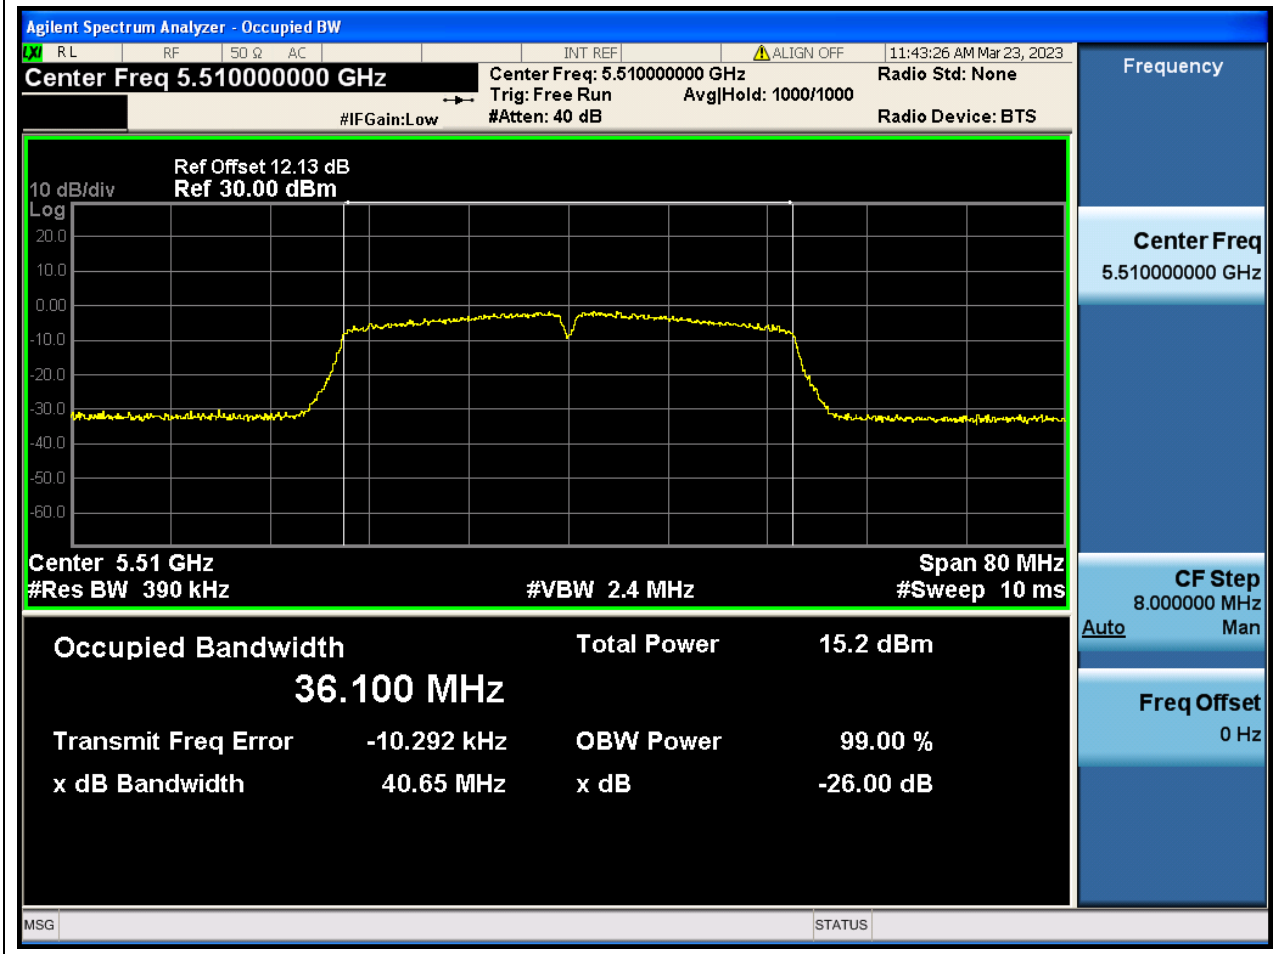 Agilent Spectrum Analyzer - Occupied BW
LXI RL RF 50 Ω AC INT REF ALIGN OFF 11:43:26 AM Mar 23, 2023
Center Freq 5.510000000 GHz
Center Freq: 5.510000000 GHz
Radio Std: None
Trig: Free Run Avg|Hold: 1000/1000
#IFGain:Low
#Atten: 40 dB
Radio Device: BTS
Ref Offset 12.13 dB
10 dB/div Ref 30.00 dBm
Log
20.0
10.0
0.00
-10.0
-20.0
-30.0
-40.0
-50.0
-60.0
Center 5.51 GHz Span 80 MHz
#Res BW 390 kHz #VBW 2.4 MHz #Sweep 10 ms
Occupied Bandwidth Total Power 15.2 dBm
36.100 MHz
Transmit Freq Error -10.292 kHz OBW Power 99.00 %
x dB Bandwidth 40.65 MHz x dB -26.00 dB
MSG STATUS
Frequency
Center Freq
5.510000000 GHz
CF Step
8.000000 MHz
Auto Man
Freq Offset
0 Hz